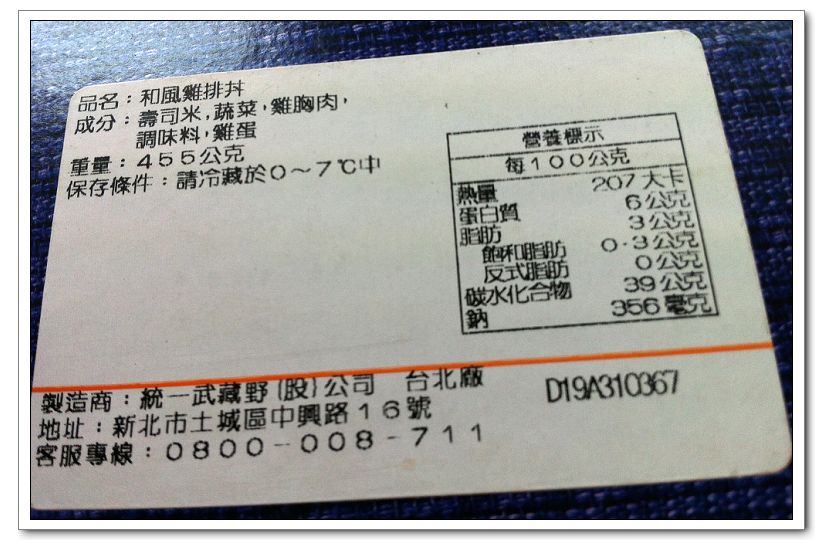 品名：和風雞排丼
成分：壽司米，蔬菜，雞胸肉，
調味料，雞蛋
重量：455公克
保存條件：請冷藏於0～7℃中
營養標示
每100公克
熱量 207大卡
蛋白質 6公克
脂肪 3公克
飽和脂肪 0.3公克
反式脂肪 0公克
碳水化合物 39公克
鈉 356毫克
製造商：統一武藏野(股)公司 台北廠
地址：新北市土城區中興路16號
客服專線：0800-008-711
D19A310367